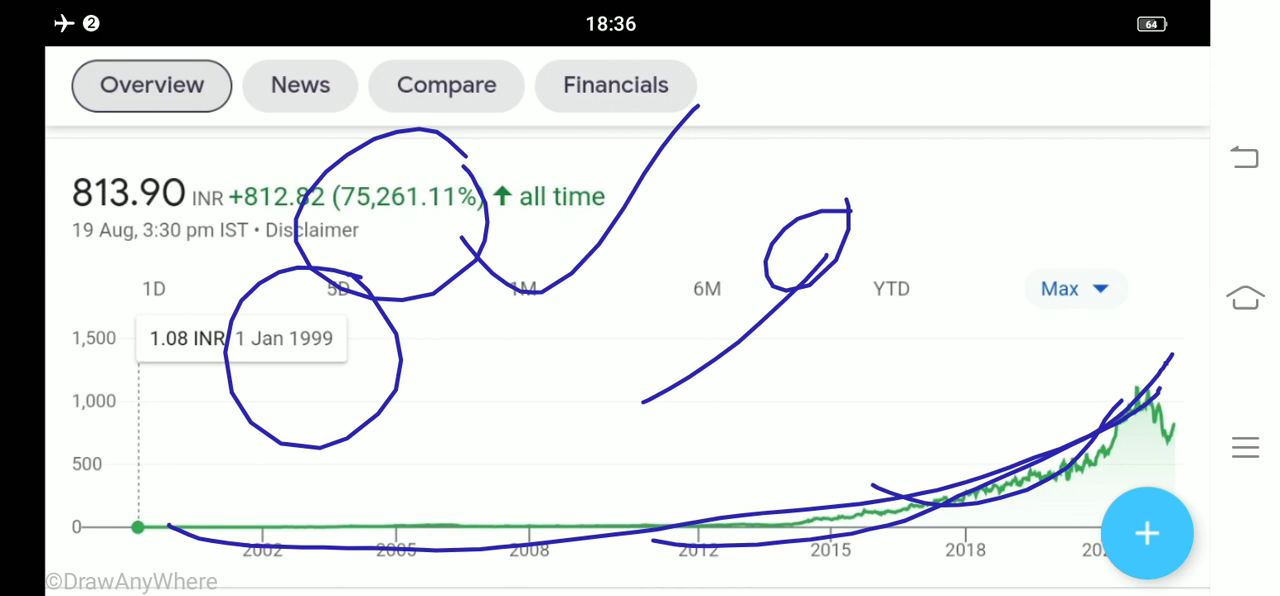 2 18:36 64
Overview News Compare Financials
813.90 INR +812.82 (75,261.11%) ↑ all time
19 Aug, 3:30 pm IST • Disclaimer
1D 5D 1M 6M YTD Max
1,500
1.08 INR 1 Jan 1999
1,000
500
0
2002 2005 2008 2012 2015 2018
©DrawAnyWhere